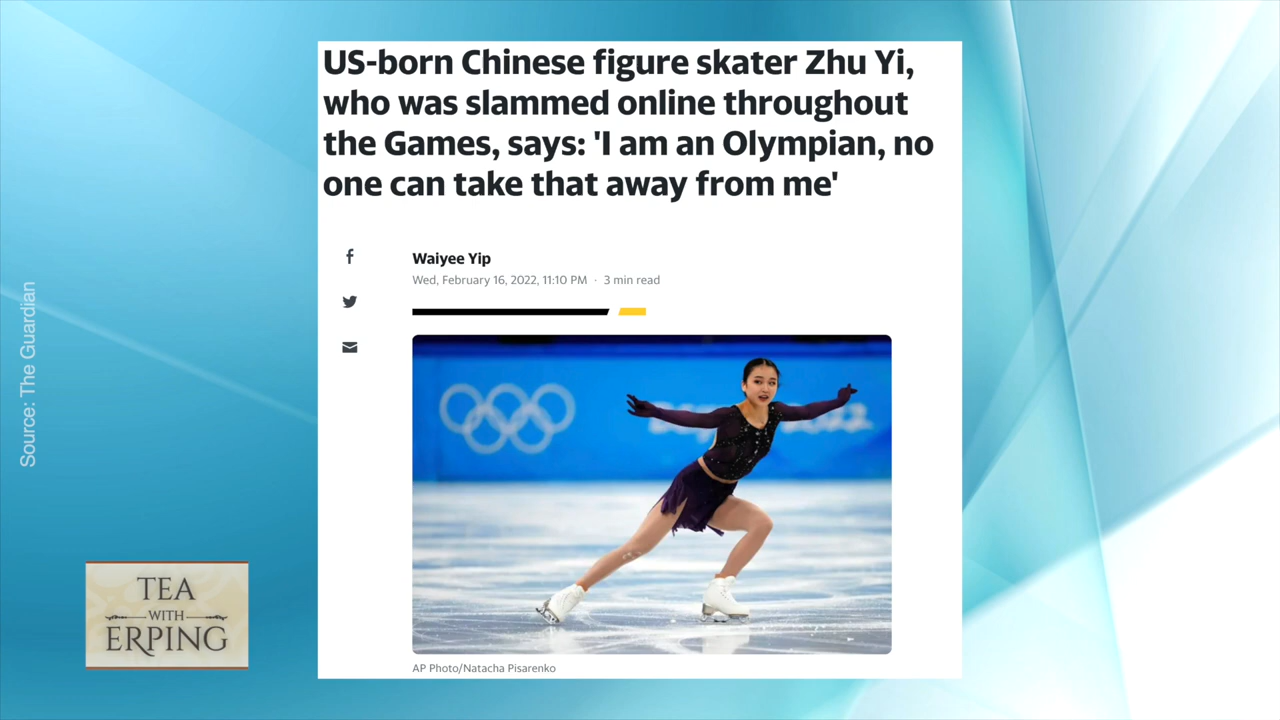 US-born Chinese figure skater Zhu Yi,
who was slammed online throughout
the Games, says: 'I am an Olympian, no
one can take that away from me'
Waiyee Yip
Wed, February 16, 2022, 11:10 PM · 3 min read
AP Photo/Natacha Pisarenko
Source: The Guardian
TEA
WITH
ERPING